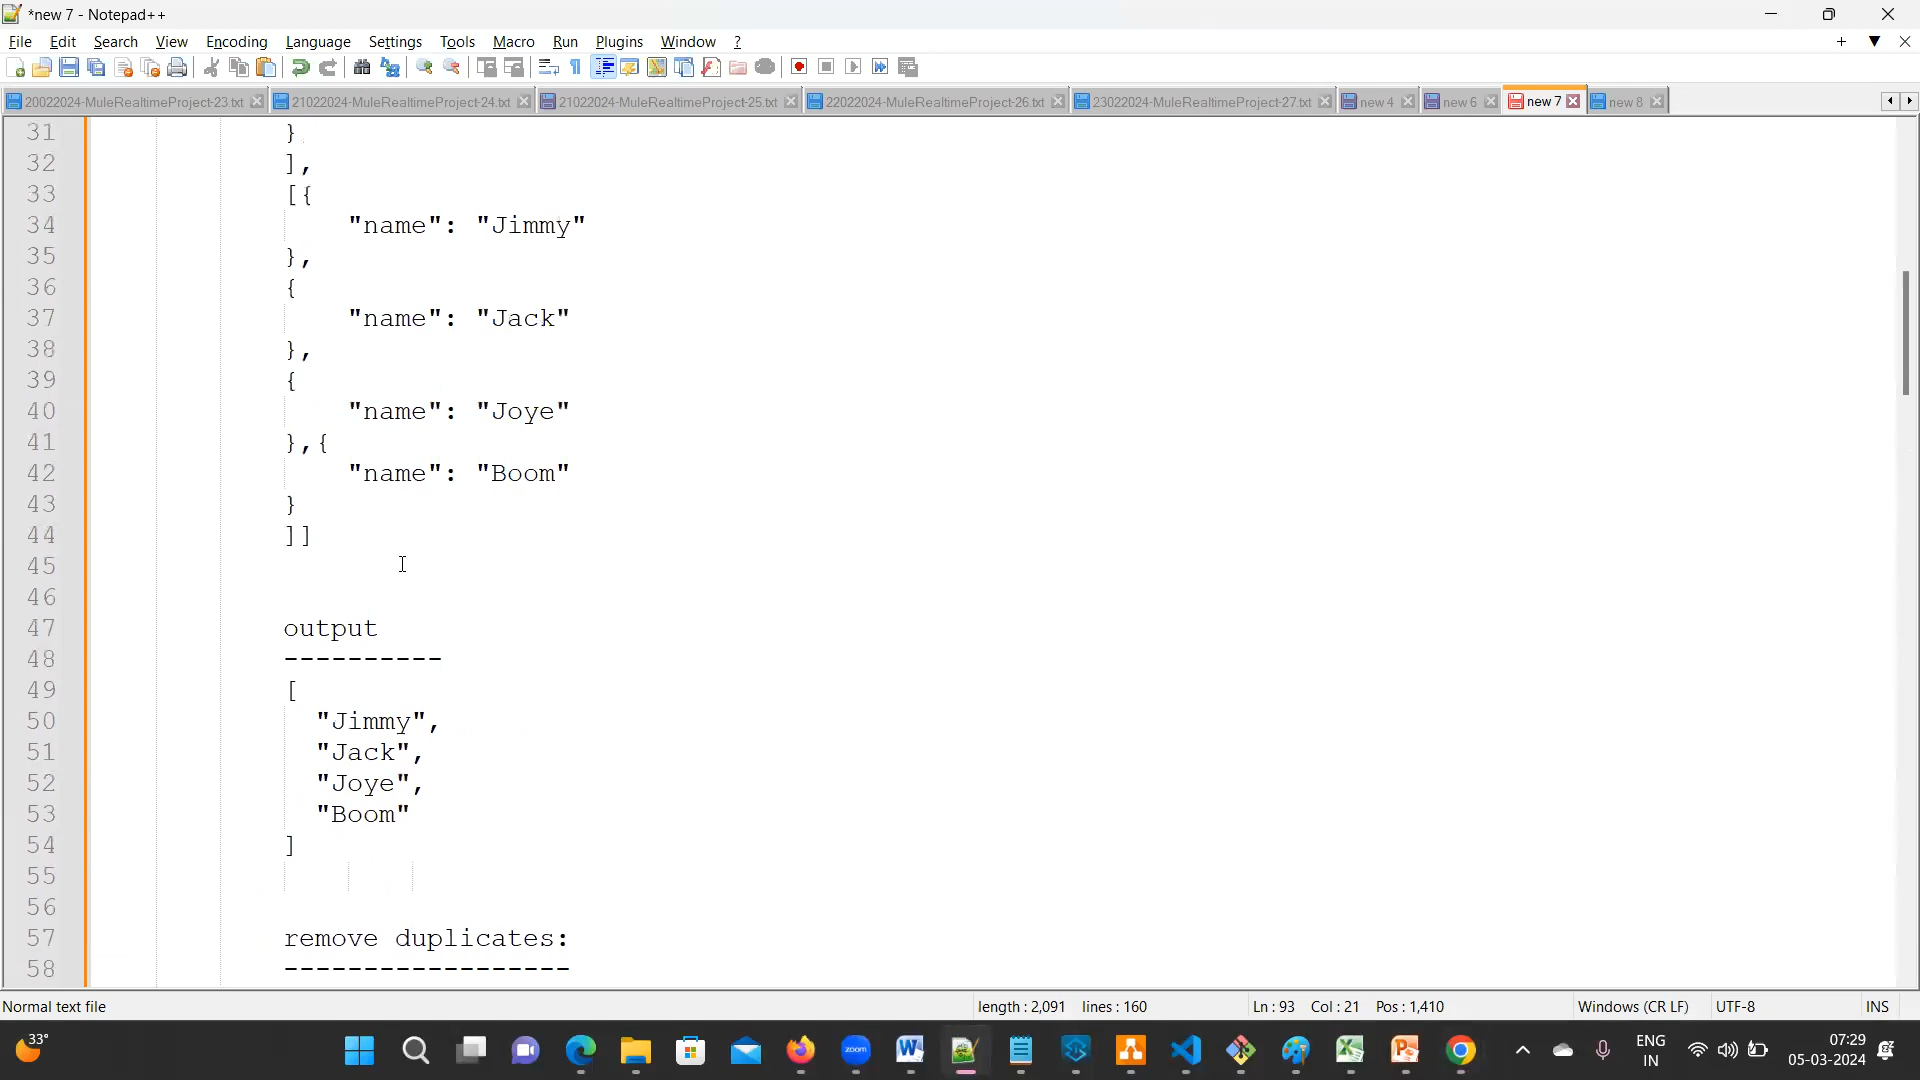 *new 7 - Notepad++
File Edit Search View Encoding Language Settings Tools Macro Run Plugins Window ?
20022024-MuleRealtimeProject-23.txt 21022024-MuleRealtimeProject-24.txt 21022024-MuleRealtimeProject-25.txt 22022024-MuleRealtimeProject-26.txt 23022024-MuleRealtimeProject-27.txt new 4 new 6 new 7 new 8
31 }
32 ],
33 [{
34 "name": "Jimmy"
35 },
36 {
37 "name": "Jack"
38 },
39 {
40 "name": "Joye"
41 },{
42 "name": "Boom"
43 }
44 ]]
45
46
47 output
48 ----------
49 [
50 "Jimmy",
51 "Jack",
52 "Joye",
53 "Boom"
54 ]
55
56
57 remove duplicates:
58 ------------------
Normal text file length : 2,091 lines : 160 Ln : 93 Col : 21 Pos : 1,410 Windows (CR LF) UTF-8 INS
33° zoom ENG 07:29
IN 05-03-2024